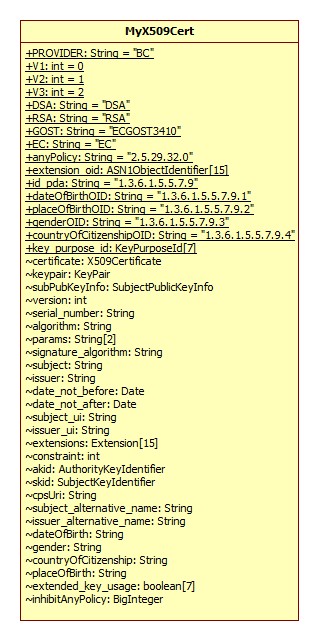 MyX509Cert
+PROVIDER: String = "BC"
+V1: int = 0
+V2: int = 1
+V3: int = 2
+DSA: String = "DSA"
+RSA: String = "RSA"
+GOST: String = "ECGOST3410"
+EC: String = "EC"
+anyPolicy: String = "2.5.29.32.0"
+extension_oid: ASN1ObjectIdentifier[15]
+id_pda: String = "1.3.6.1.5.5.7.9"
+dateOfBirthOID: String = "1.3.6.1.5.5.7.9.1"
+placeOfBirthOID: String = "1.3.6.1.5.5.7.9.2"
+genderOID: String = "1.3.6.1.5.5.7.9.3"
+countryOfCitizenshipOID: String = "1.3.6.1.5.5.7.9.4"
+key_purpose_id: KeyPurposeId[7]
~certificate: X509Certificate
~keypair: KeyPair
~subPubKeyInfo: SubjectPublicKeyInfo
~version: int
~serial_number: String
~algorithm: String
~params: String[2]
~signature_algorithm: String
~subject: String
~issuer: String
~date_not_before: Date
~date_not_after: Date
~subject_ui: String
~issuer_ui: String
~extensions: Extension[15]
~constraint: int
~akid: AuthorityKeyIdentifier
~skid: SubjectKeyIdentifier
~cpsUri: String
~subject_alternative_name: String
~issuer_alternative_name: String
~dateOfBirth: String
~gender: String
~countryOfCitizenship: String
~placeOfBirth: String
~extended_key_usage: boolean[7]
~inhibitAnyPolicy: BigInteger